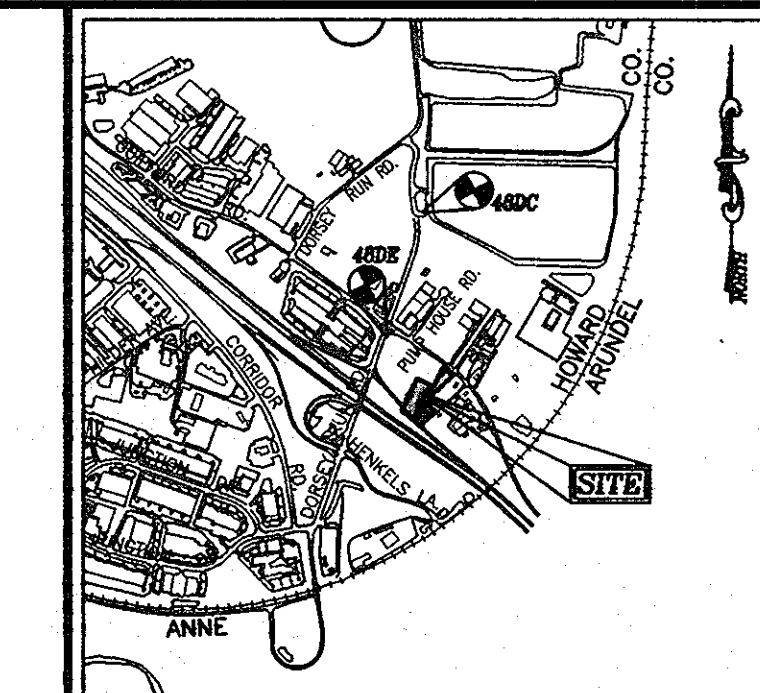 CO.
CO.
GUILFORD
RD.
DORSEY
RUN RD.
48DC
48DE
HOUSE RD.
HOWARD
ARUNDEL
CORRIDOR
RD.
DORSEY
RUN
RD.
HENKELS LA.
JUNCTION
SITE
ANNE
NORTH